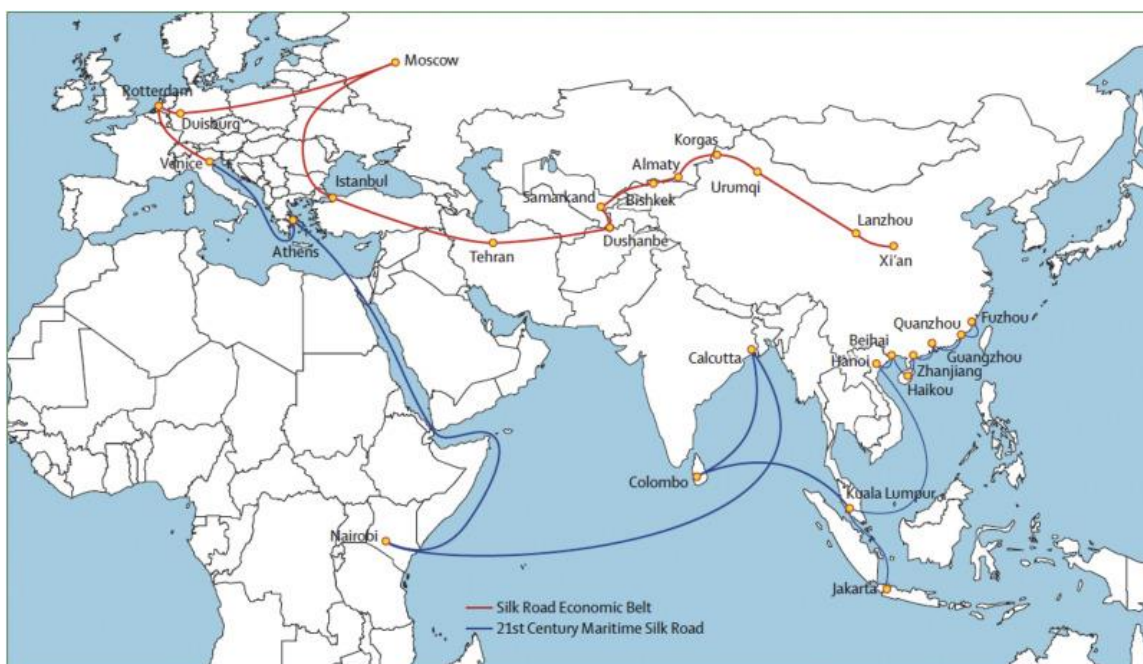 Moscow
Rotterdam
Duisburg
Venice
Korgas
Almaty
Istanbul
Urumqi
Samarkand
Bishkek
Lanzhou
Athens
Dushanbe
Tehran
Xi'an
Quanzhou
Fuzhou
Beihai
Calcutta
Hanoi
Guangzhou
Zhanjiang
Haikou
Colombo
Kuala Lumpur
Nairobi
Jakarta
Silk Road Economic Belt
21st Century Maritime Silk Road